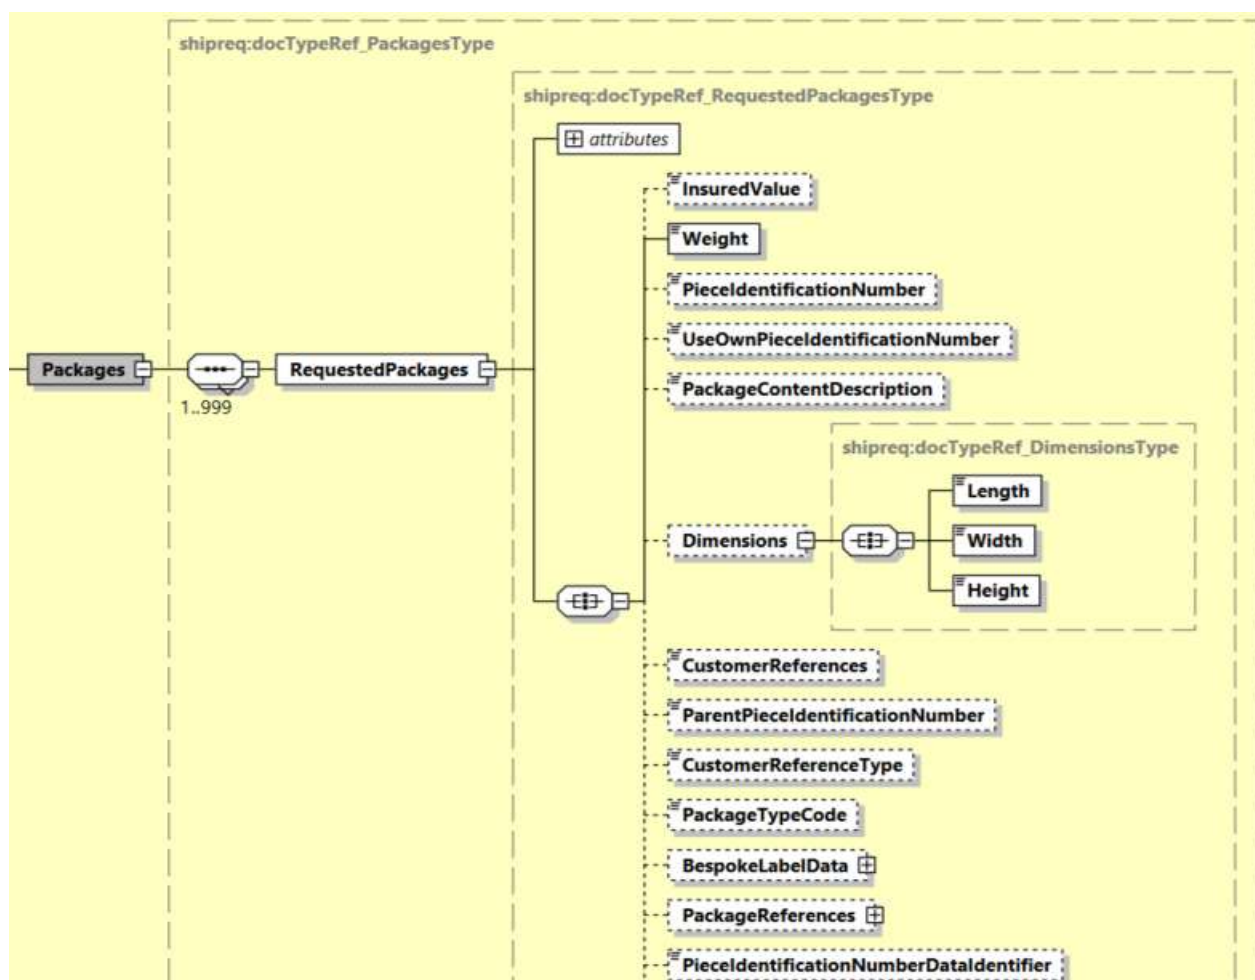 shipreq:docTypeRef_PackagesType
shipreq:docTypeRef_RequestedPackagesType
attributes
InsuredValue
Weight
PieceIdentificationNumber
UseOwnPieceIdentificationNumber
Packages
RequestedPackages
1..999
PackageContentDescription
shipreq:docTypeRef_DimensionsType
Length
Dimensions
Width
Height
CustomerReferences
ParentPieceIdentificationNumber
CustomerReferenceType
PackageTypeCode
BespokeLabelData
PackageReferences
PieceIdentificationNumberDataIdentifier